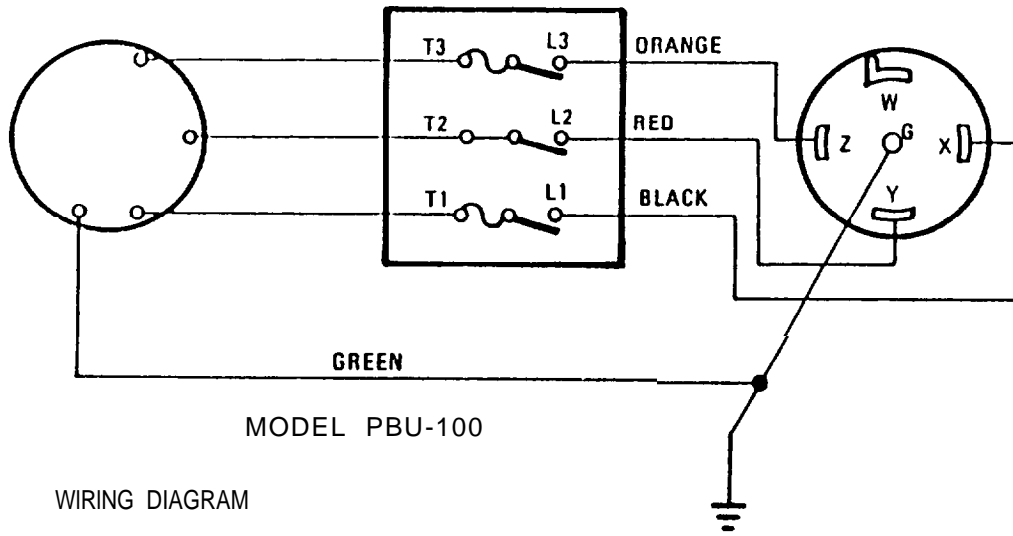 T3 L3 ORANGE
W
T2 L2 RED
Z G X
T1 L1 BLACK
Y
GREEN
MODEL PBU-100
WIRING DIAGRAM